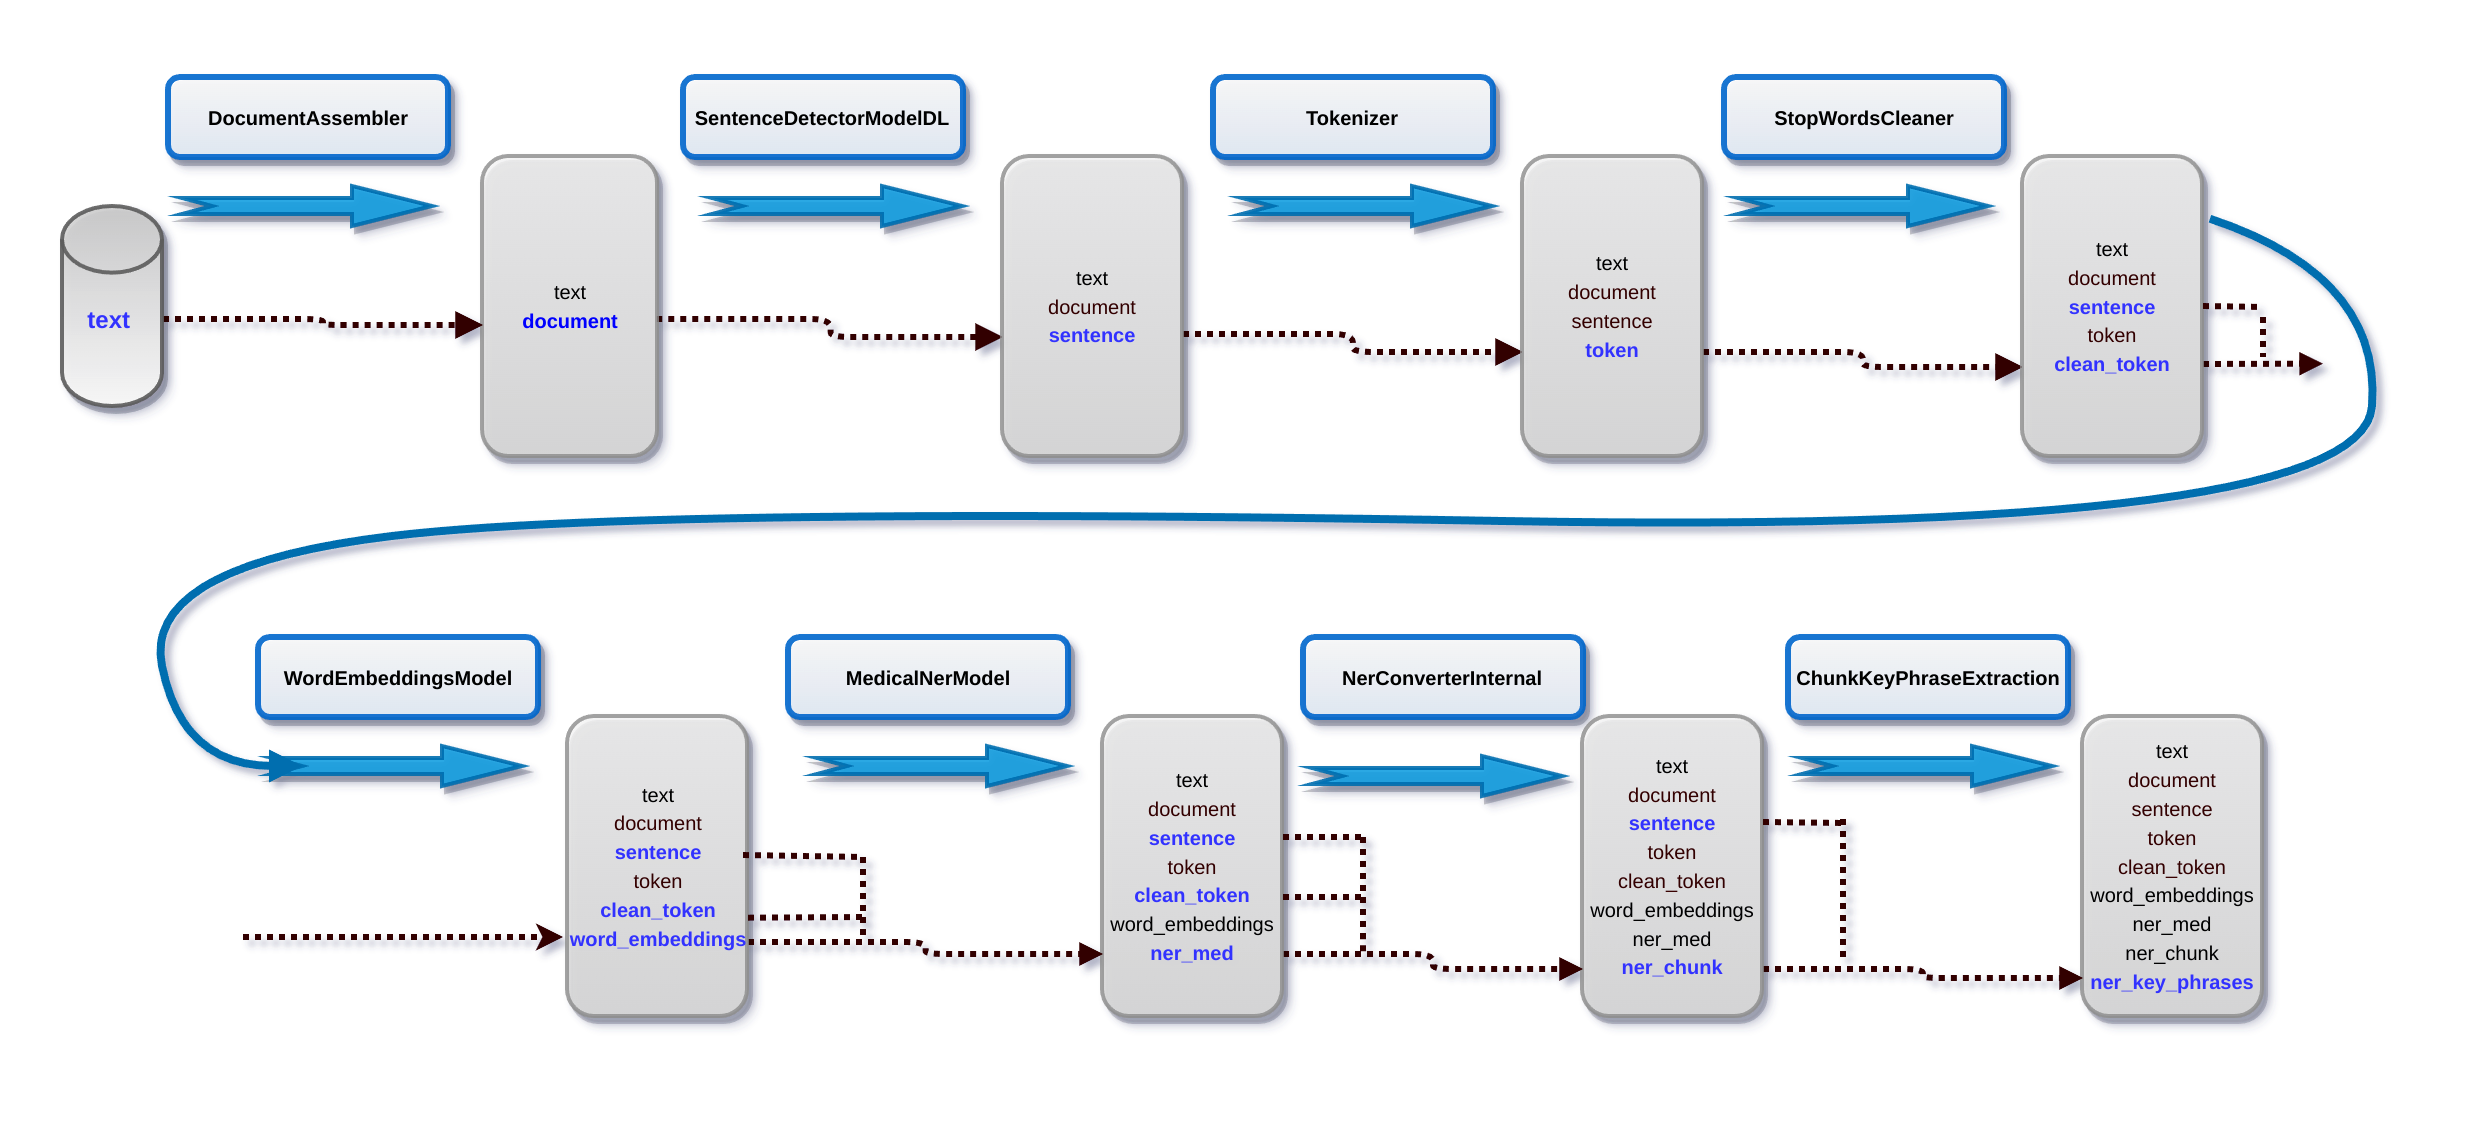 DocumentAssembler
SentenceDetectorModelDL
Tokenizer
StopWordsCleaner
text
text
document
text
document
sentence
text
document
sentence
token
text
document
sentence
token
clean_token
WordEmbeddingsModel
MedicalNerModel
NerConverterInternal
ChunkKeyPhraseExtraction
text
document
sentence
token
clean_token
word_embeddings
text
document
sentence
token
clean_token
word_embeddings
ner_med
text
document
sentence
token
clean_token
word_embeddings
ner_med
ner_chunk
text
document
sentence
token
clean_token
word_embeddings
ner_med
ner_chunk
ner_key_phrases